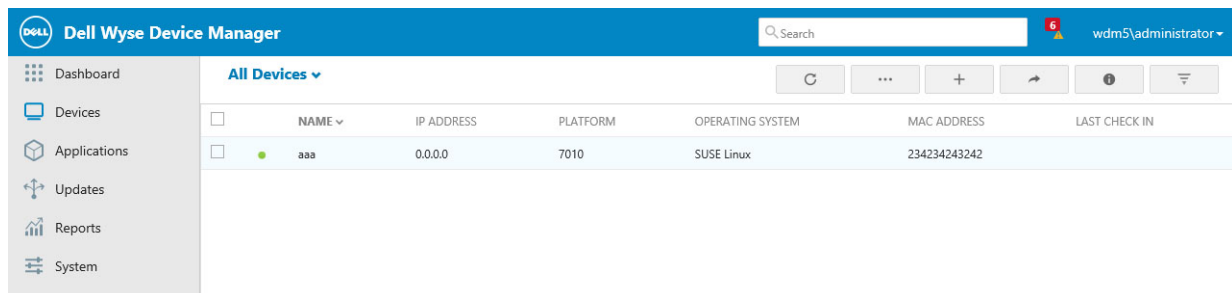 DELL Dell Wyse Device Manager Search 6 wdm5\administrator
Dashboard
Devices
Applications
Updates
Reports
System
All Devices
NAME IP ADDRESS PLATFORM OPERATING SYSTEM MAC ADDRESS LAST CHECK IN
aaa 0.0.0.0 7010 SUSE Linux 234234243242